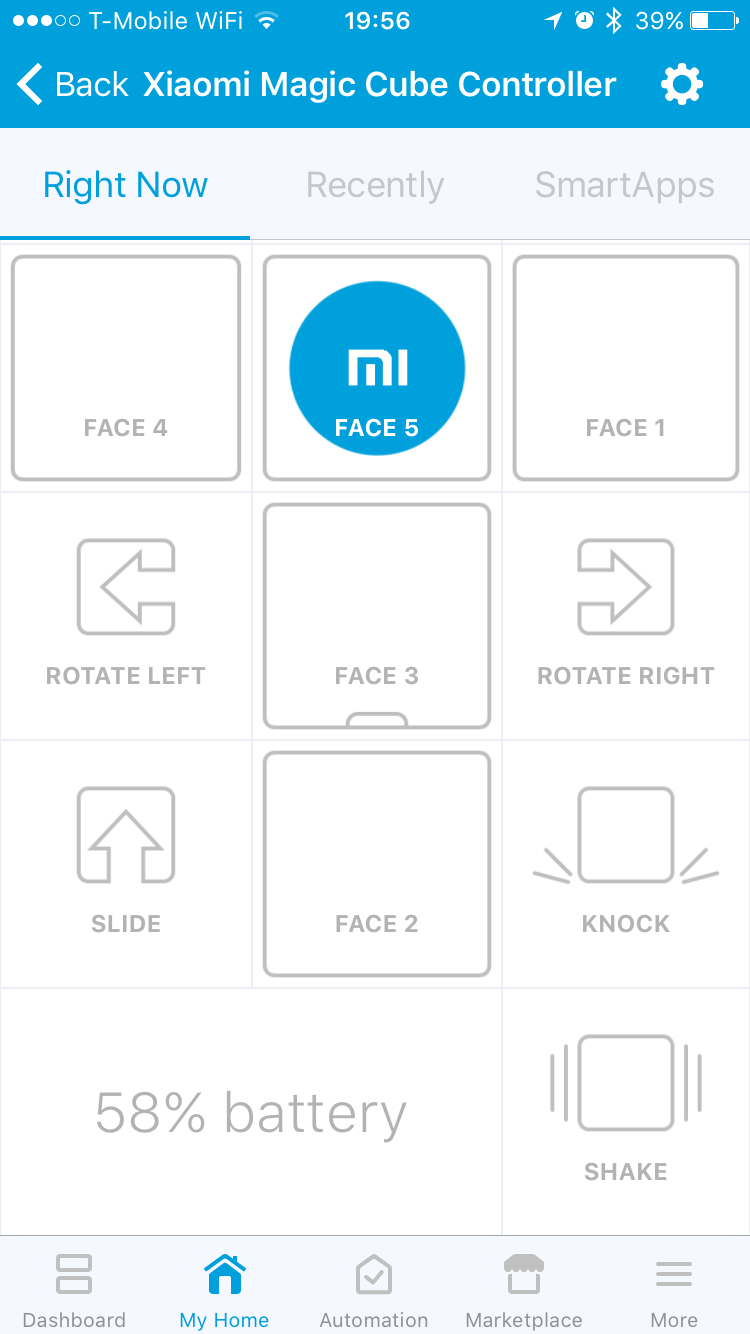 T-Mobile WiFi 19:56 39%
Back Xiaomi Magic Cube Controller
Right Now Recently SmartApps
mi
FACE 4 FACE 5 FACE 1
ROTATE LEFT FACE 3 ROTATE RIGHT
SLIDE FACE 2 KNOCK
58% battery
SHAKE
Dashboard My Home Automation Marketplace More